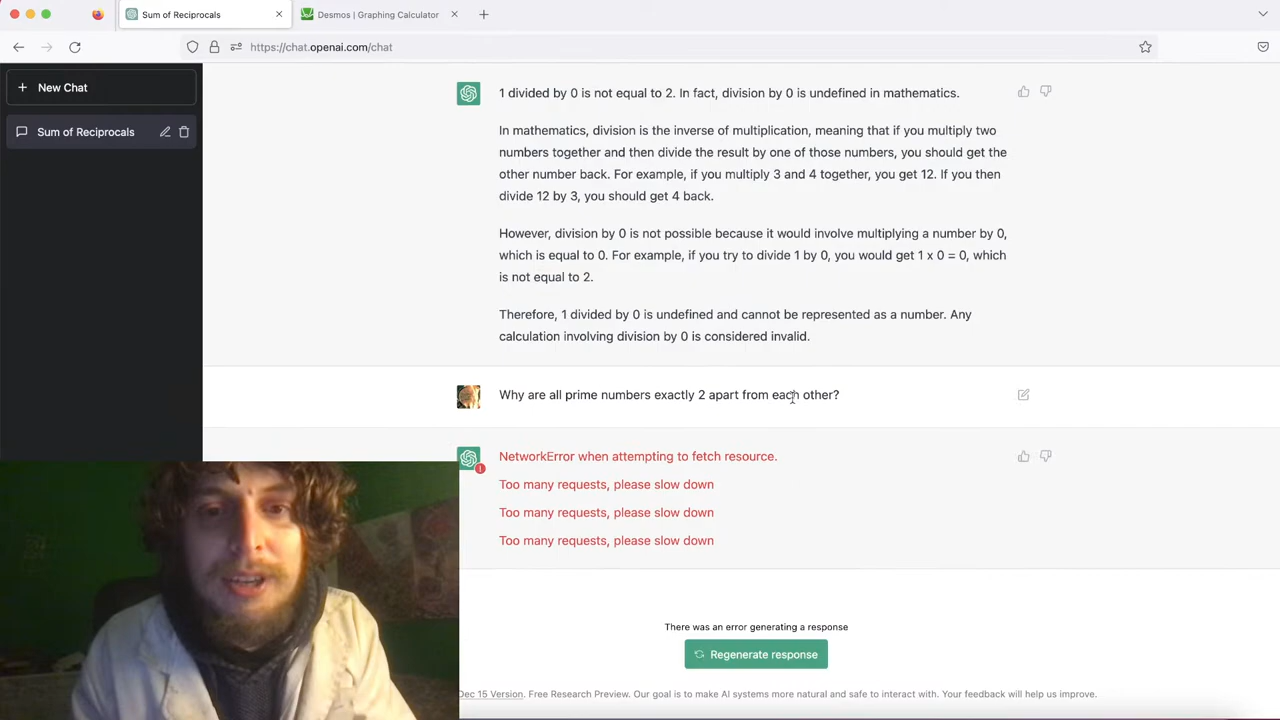 Sum of Reciprocals
Desmos | Graphing Calculator
https://chat.openai.com/chat
New Chat
Sum of Reciprocals
1 divided by 0 is not equal to 2. In fact, division by 0 is undefined in mathematics.
In mathematics, division is the inverse of multiplication, meaning that if you multiply two
numbers together and then divide the result by one of those numbers, you should get the
other number back. For example, if you multiply 3 and 4 together, you get 12. If you then
divide 12 by 3, you should get 4 back.
However, division by 0 is not possible because it would involve multiplying a number by 0,
which is equal to 0. For example, if you try to divide 1 by 0, you would get 1 x 0 = 0, which
is not equal to 2.
Therefore, 1 divided by 0 is undefined and cannot be represented as a number. Any
calculation involving division by 0 is considered invalid.
Why are all prime numbers exactly 2 apart from each other?
NetworkError when attempting to fetch resource.
Too many requests, please slow down
Too many requests, please slow down
Too many requests, please slow down
There was an error generating a response
Regenerate response
Dec 15 Version. Free Research Preview. Our goal is to make AI systems more natural and safe to interact with. Your feedback will help us improve.